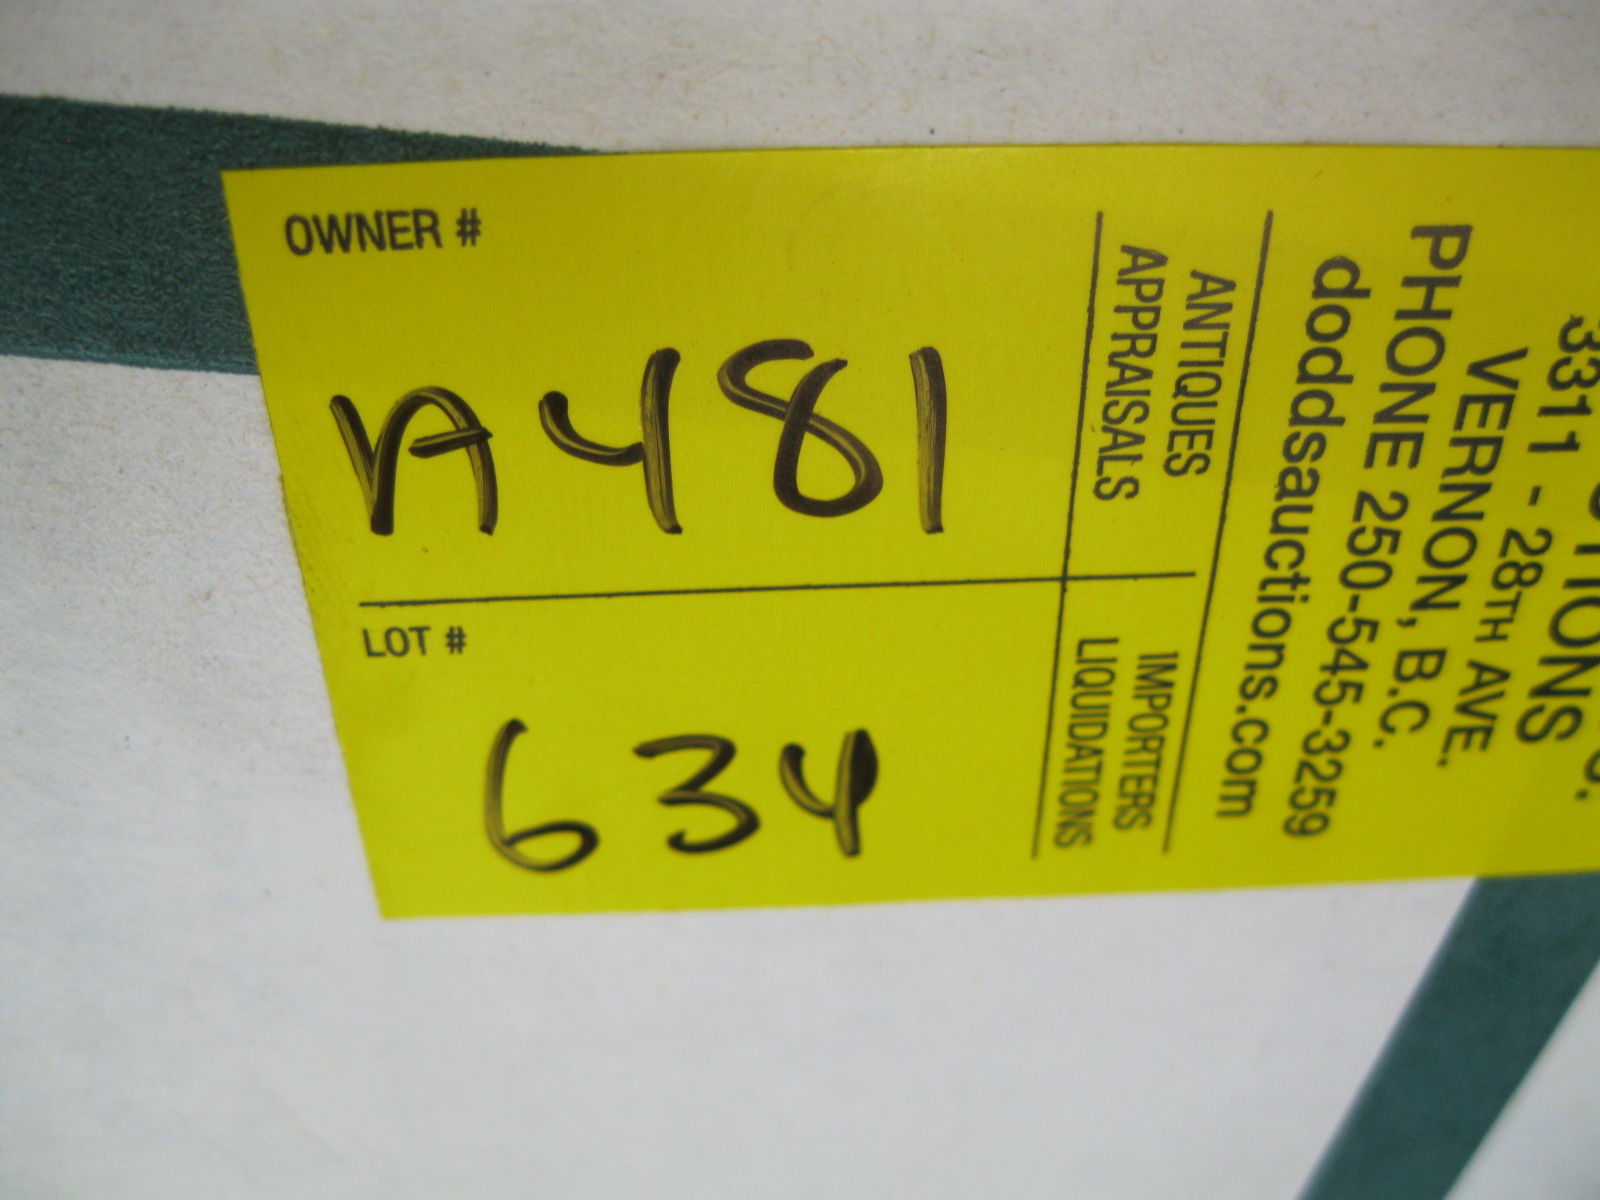 OWNER #
A481
LOT #
634
ANTIQUES
APPRAISALS
IMPORTERS
LIQUIDATIONS
3311 - 28TH AVE.
VERNON, B.C.
PHONE 250-545-3259
doddsauctions.com